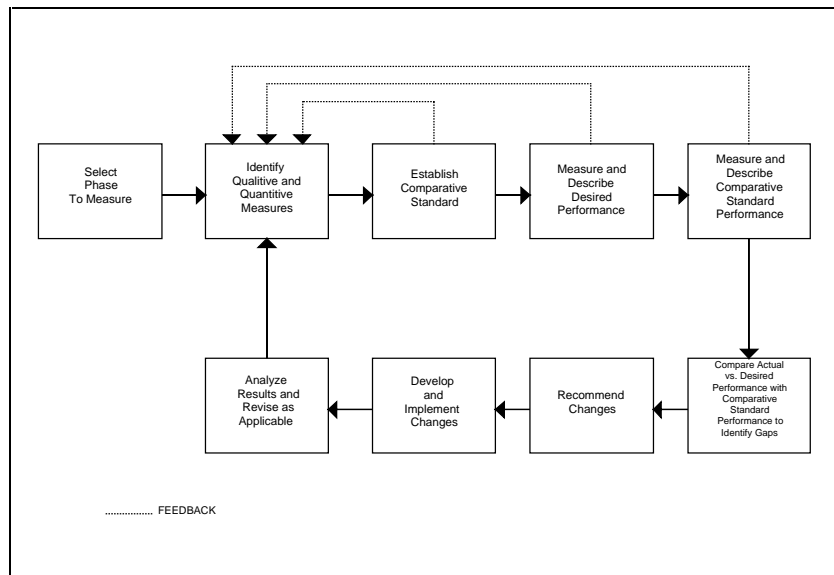 Select
Phase
To Measure
Identify
Qualitive and
Quantitive
Measures
Establish
Comparative
Standard
Measure and
Describe
Desired
Performance
Measure and
Describe
Comparative
Standard
Performance
Compare Actual
vs. Desired
Performance with
Comparative
Standard
Performance to
Identify Gaps
Recommend
Changes
Develop
and
Implement
Changes
Analyze
Results and
Revise as
Applicable
FEEDBACK